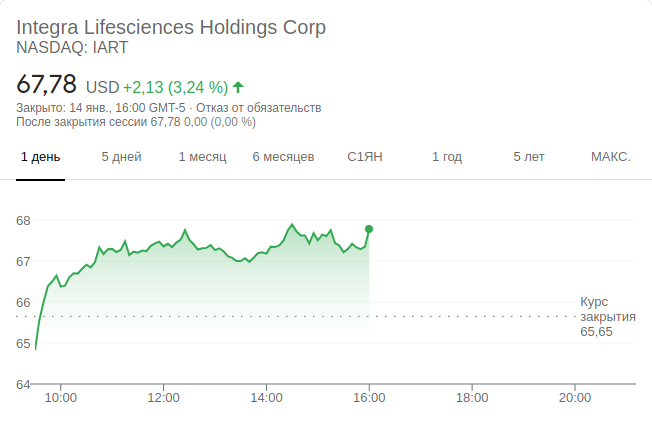 Integra Lifesciences Holdings Corp
NASDAQ: IART
67,78 USD +2,13 (3,24 %)
Закрыто: 14 янв., 16:00 GMT-5 · Отказ от обязательств
После закрытия сессии 67,78 0,00 (0,00 %)
1 день 5 дней 1 месяц 6 месяцев С1ЯН 1 год 5 лет МАКС.
68
67
66
Курс
закрытия
65,65
65
64
10:00 12:00 14:00 16:00 18:00 20:00